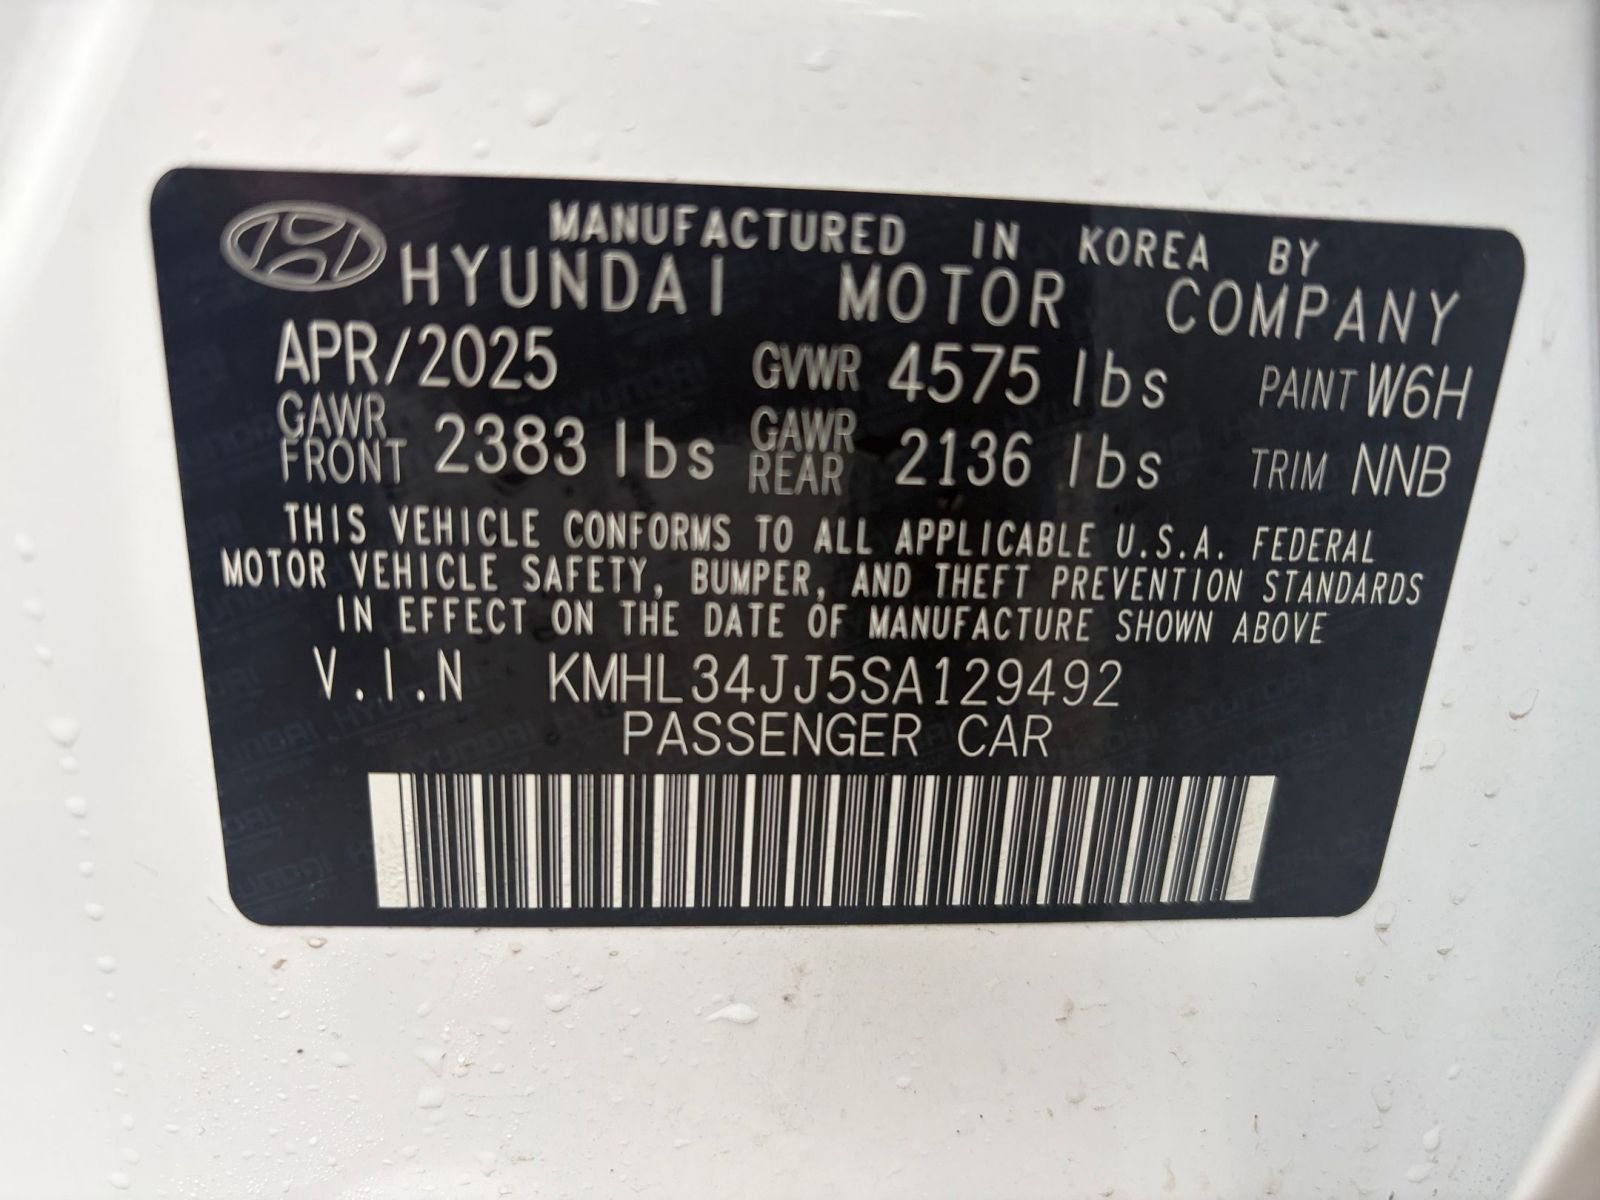 MANUFACTURED IN KOREA BY
HYUNDAI MOTOR COMPANY
APR/2025 GVWR 4575 lbs PAINT W6H
GAWR FRONT 2383 lbs GAWR REAR 2136 lbs TRIM NNB
THIS VEHICLE CONFORMS TO ALL APPLICABLE U.S.A. FEDERAL
MOTOR VEHICLE SAFETY, BUMPER, AND THEFT PREVENTION STANDARDS
IN EFFECT ON THE DATE OF MANUFACTURE SHOWN ABOVE
V.I.N KMHL34JJ5SA129492
PASSENGER CAR